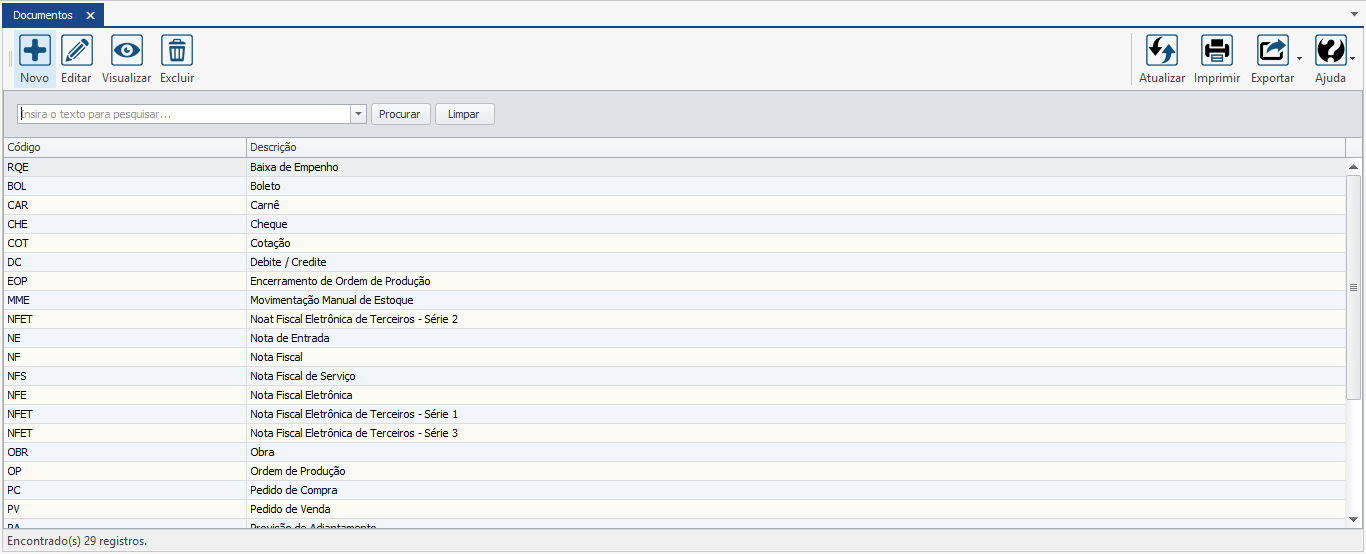 Documentos
Novo Editar Visualizar Excluir Atualizar Imprimir Exportar Ajuda
Insira o texto para pesquisar... Procurar Limpar
Código Descrição
RQE Baixa de Empenho
BOL Boleto
CAR Carnê
CHE Cheque
COT Cotação
DC Debite / Credite
EOP Encerramento de Ordem de Produção
MME Movimentação Manual de Estoque
NFET Noat Fiscal Eletrônica de Terceiros - Série 2
NE Nota de Entrada
NF Nota Fiscal
NFS Nota Fiscal de Serviço
NFE Nota Fiscal Eletrônica
NFET Nota Fiscal Eletrônica de Terceiros - Série 1
NFET Nota Fiscal Eletrônica de Terceiros - Série 3
OBR Obra
OP Ordem de Produção
PC Pedido de Compra
PV Pedido de Venda
PA Provisão de Adiantamento
Encontrado(s) 29 registros.